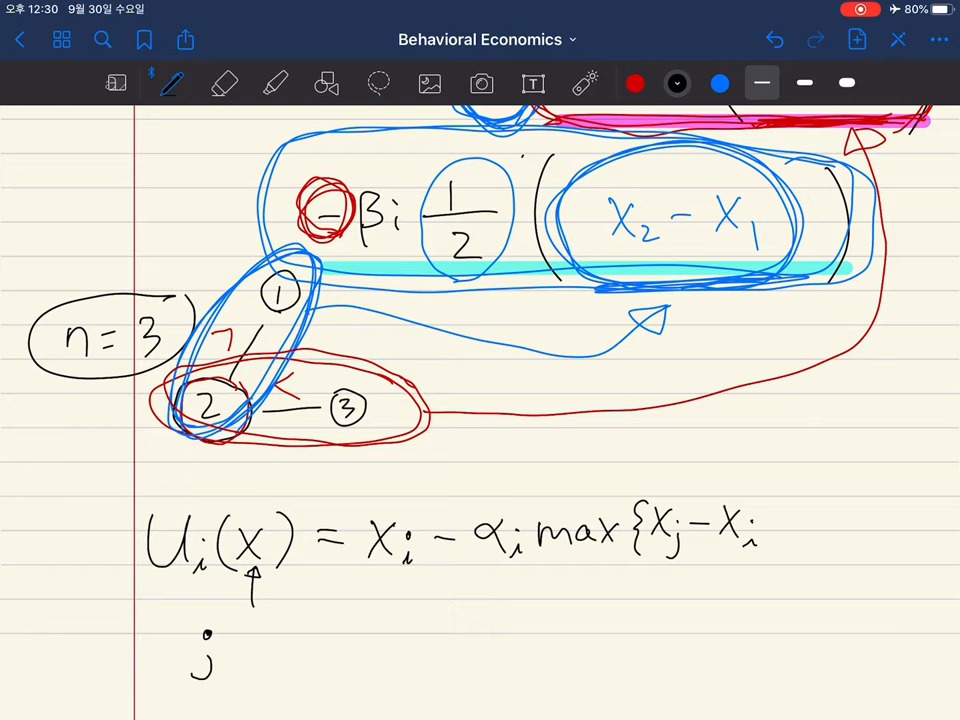 오후 12:30 9월 30일 수요일 80%
Behavioral Economics
T
- βi 1/2 (x₂ - x₁)
①
n = 3 7 /
② < — ③
Ui(x) = xi - αi max{xj - xi
↑
j